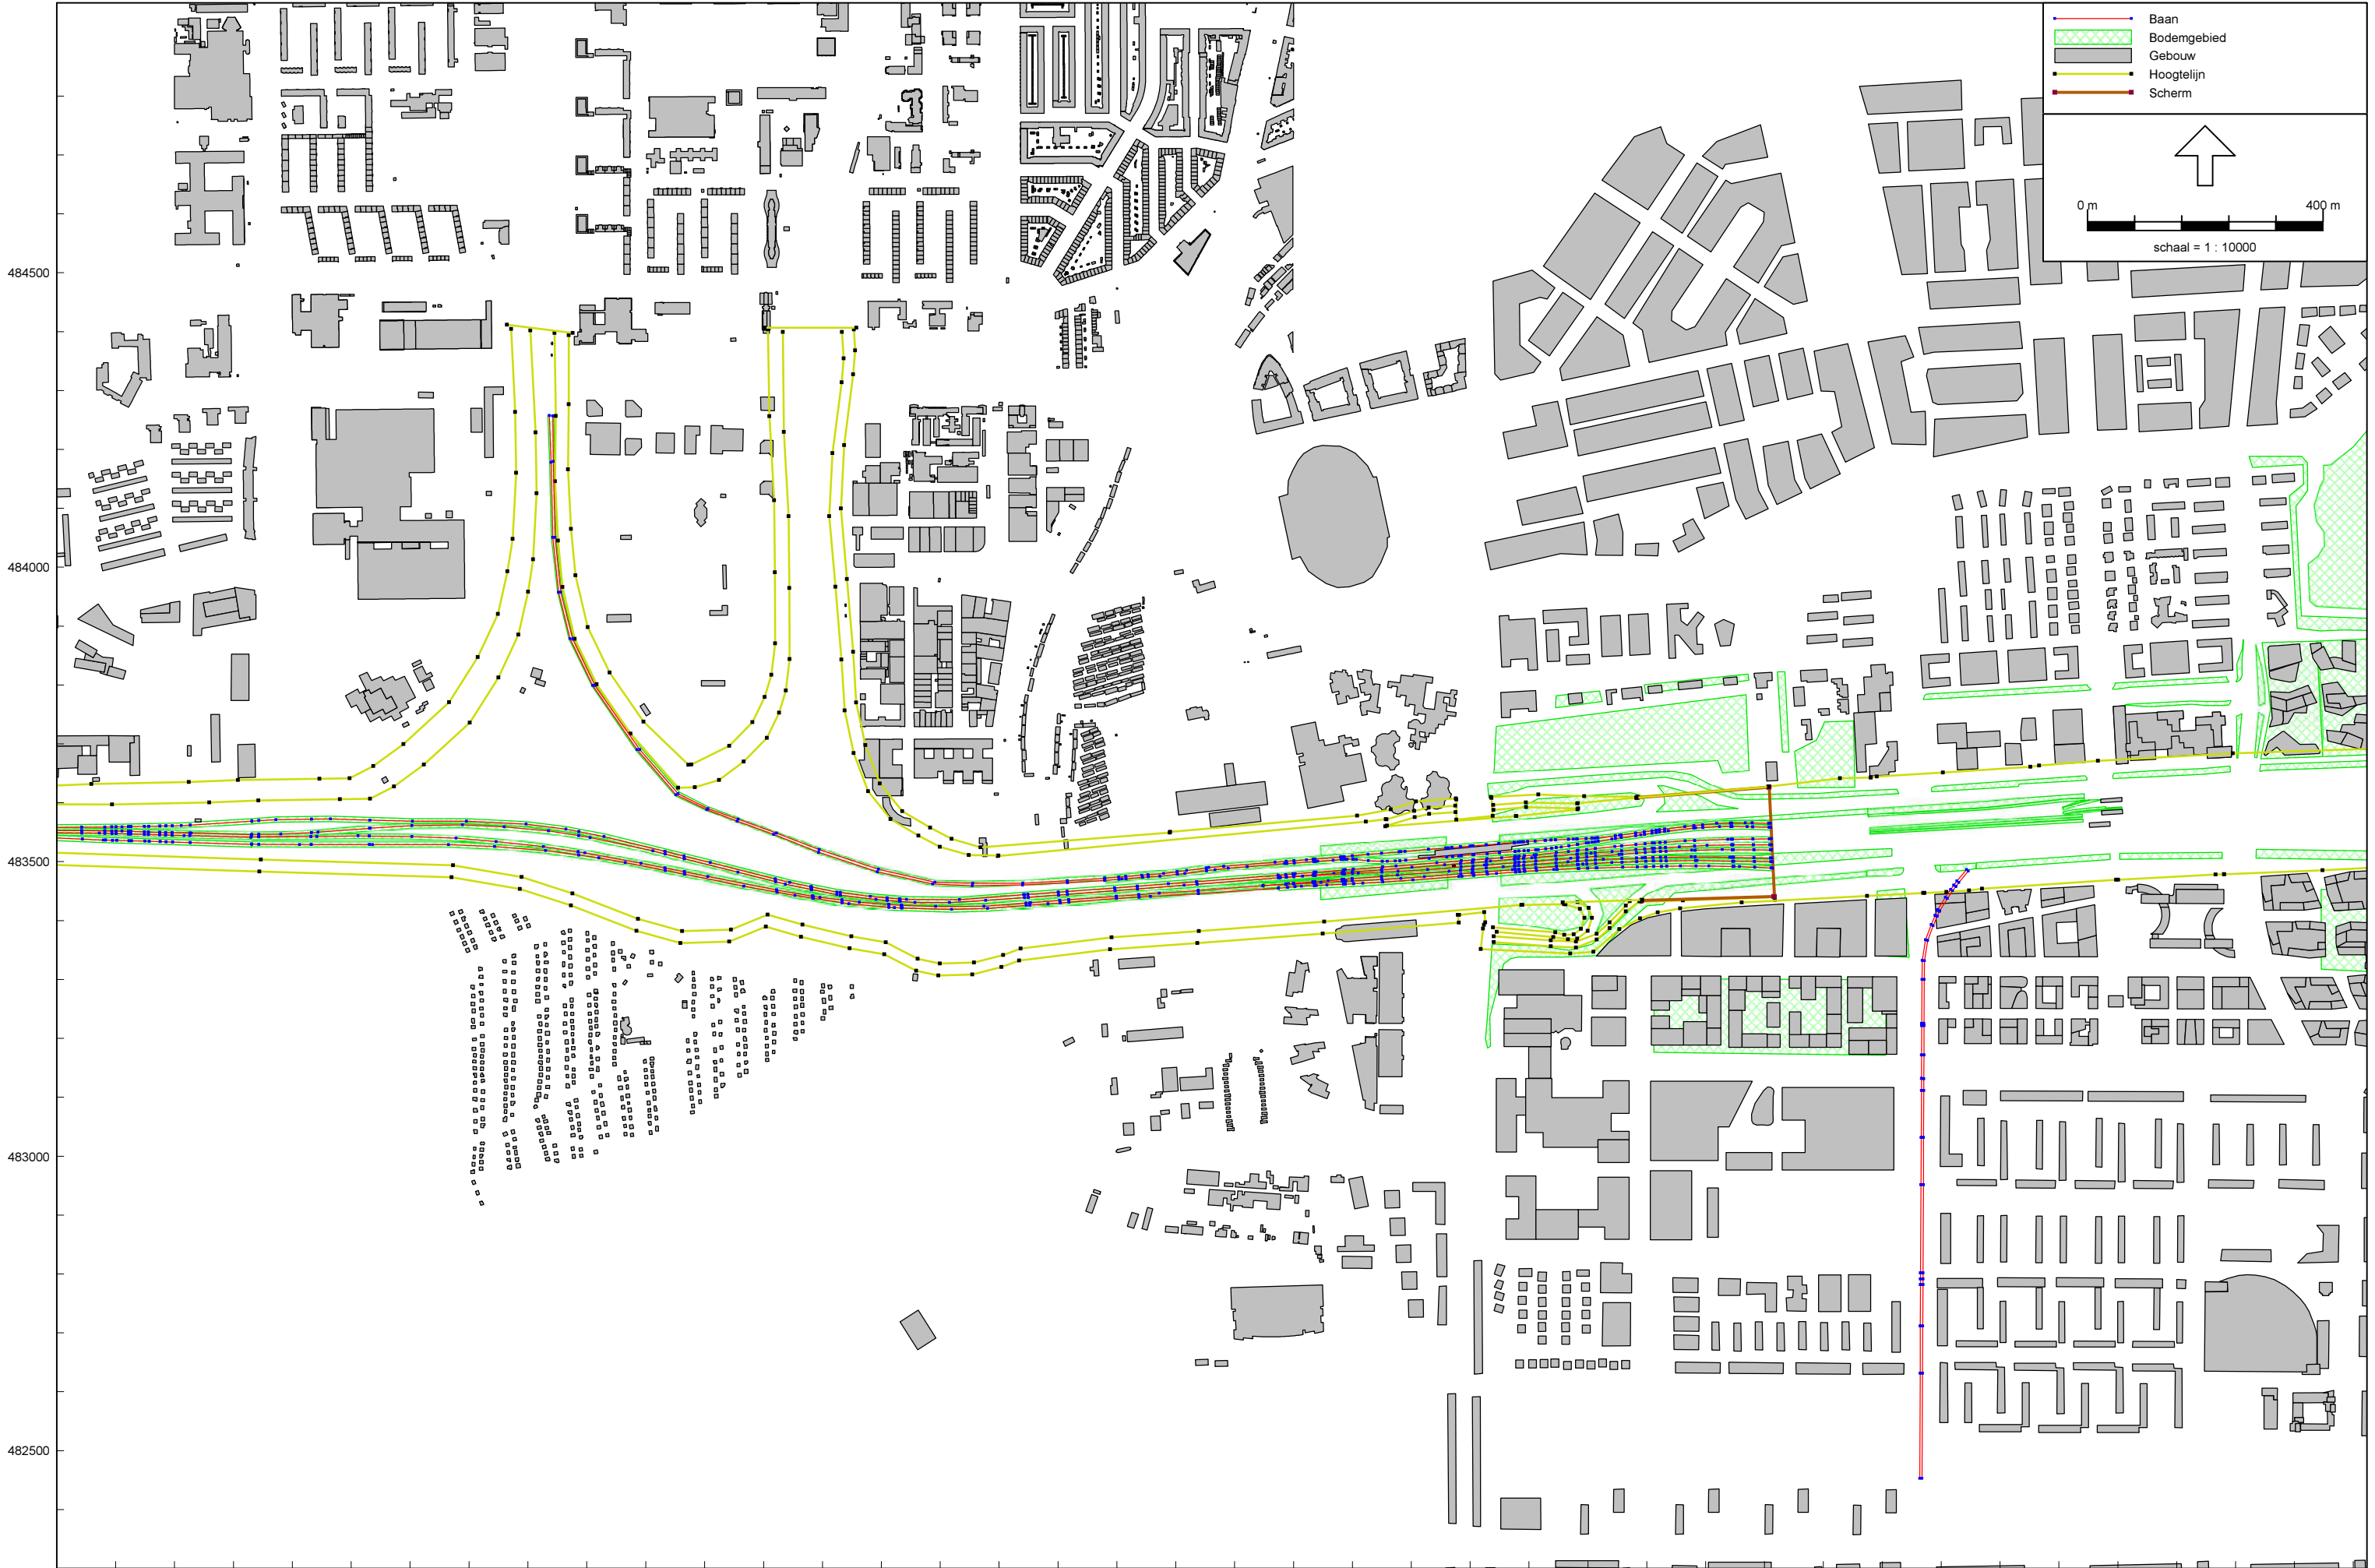 Baan
Bodemgebied
Gebouw
Hoogtelijn
Scherm
0 m 400 m
schaal = 1 : 10000
484500
484000
483500
483000
482500